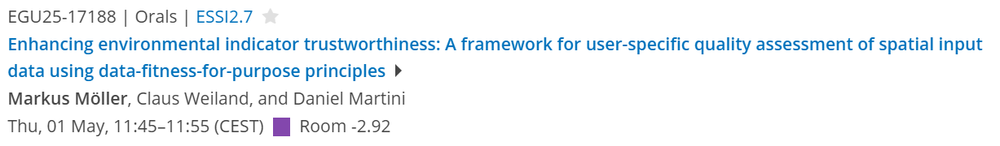 EGU25-17188 | Orals | ESSI2.7
Enhancing environmental indicator trustworthiness: A framework for user-specific quality assessment of spatial input
data using data-fitness-for-purpose principles
Markus Möller, Claus Weiland, and Daniel Martini
Thu, 01 May, 11:45–11:55 (CEST) Room -2.92